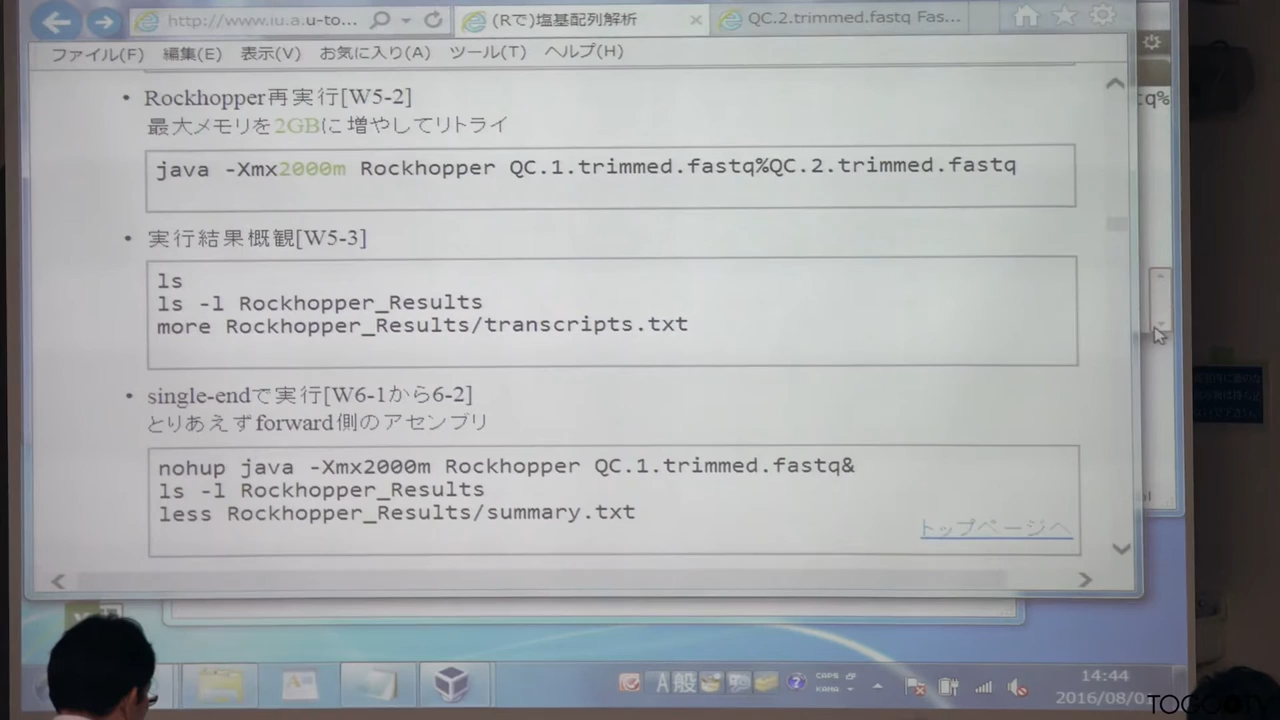 http://www.iu.a.u-to...
(Rで)塩基配列解析
QC.2.trimmed.fastq Fas...
ファイル(F) 編集(E) 表示(V) お気に入り(A) ツール(T) ヘルプ(H)
• Rockhopper再実行[W5-2]
最大メモリを2GBに増やしてリトライ
java -Xmx2000m Rockhopper QC.1.trimmed.fastq%QC.2.trimmed.fastq
• 実行結果概観[W5-3]
ls
ls -l Rockhopper_Results
more Rockhopper_Results/transcripts.txt
• single-endで実行[W6-1から6-2]
とりあえずforward側のアセンブリ
nohup java -Xmx2000m Rockhopper QC.1.trimmed.fastq&
ls -l Rockhopper_Results
less Rockhopper_Results/summary.txt
トップページへ
tq%
A 般
CAPS
KANA
14:44
2016/08/0